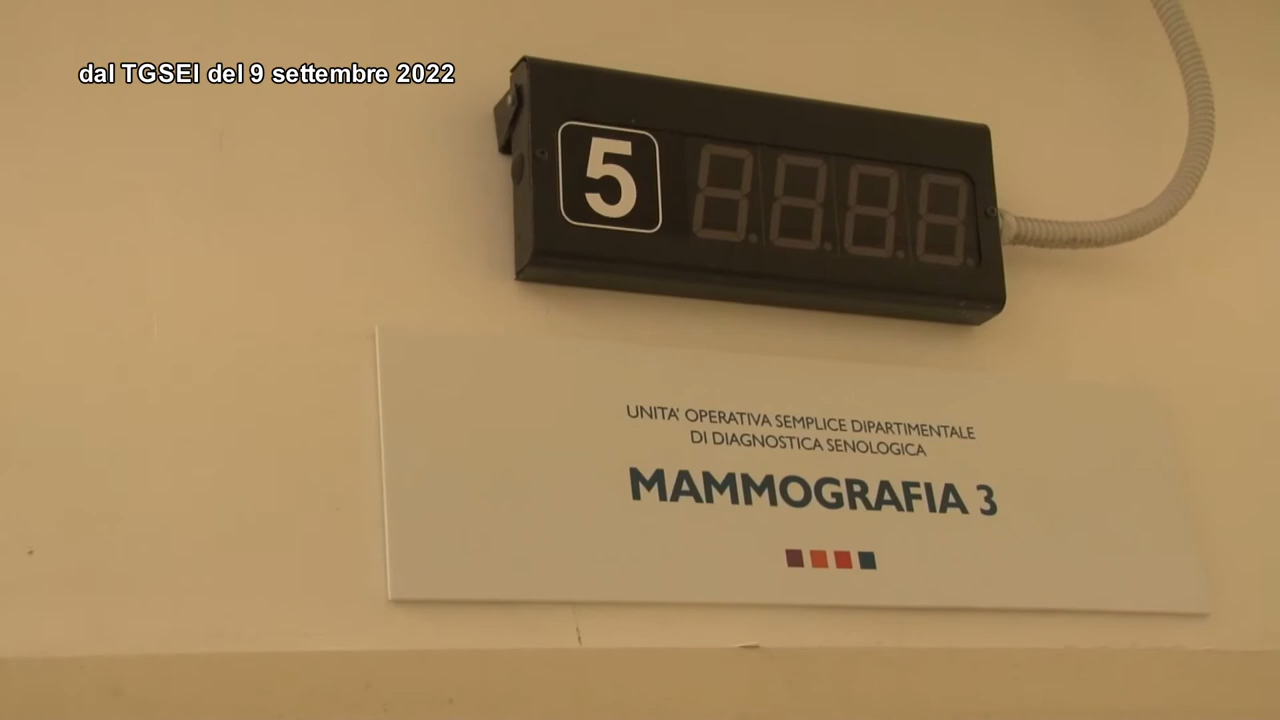 dal TGSEI del 9 settembre 2022
5
UNITA' OPERATIVA SEMPLICE DIPARTIMENTALE
DI DIAGNOSTICA SENOLOGICA
MAMMOGRAFIA 3